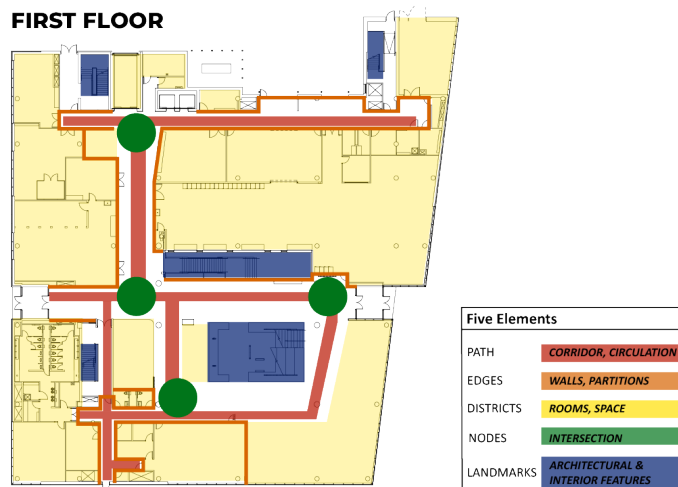 FIRST FLOOR
Five Elements
PATH CORRIDOR, CIRCULATION
EDGES WALLS, PARTITIONS
DISTRICTS ROOMS, SPACE
NODES INTERSECTION
LANDMARKS ARCHITECTURAL &
INTERIOR FEATURES